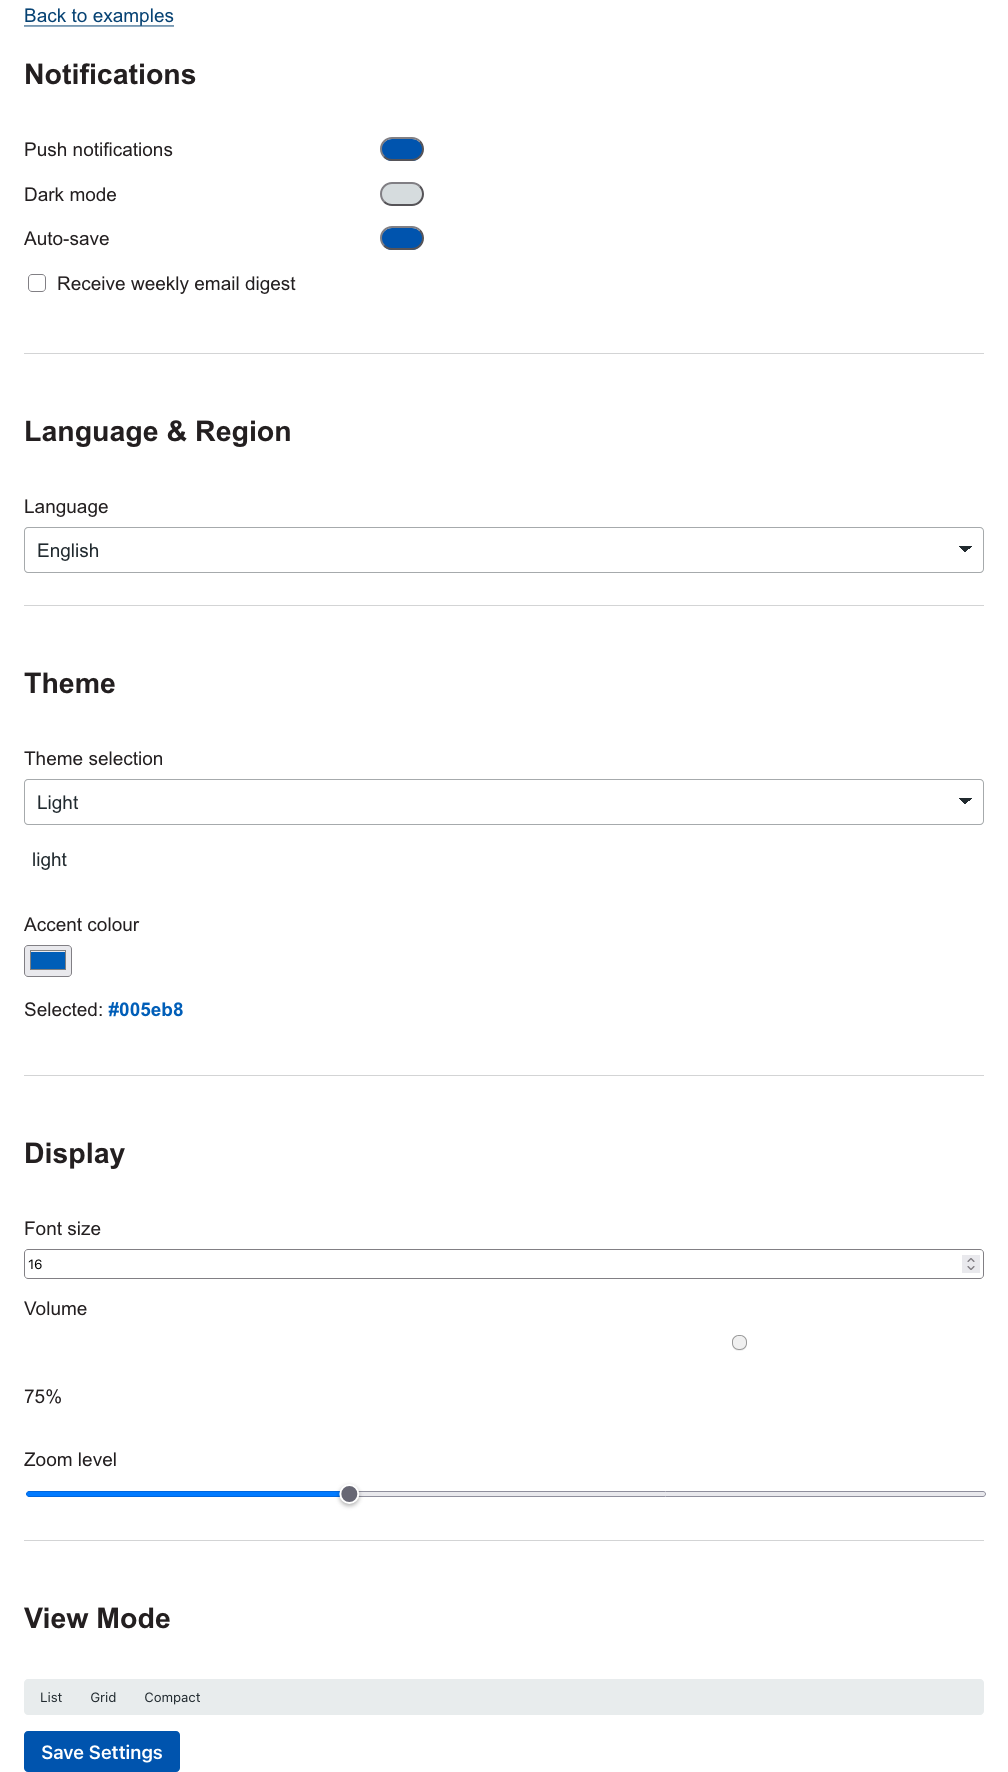 Back to examples
Notifications
Push notifications
Dark mode
Auto-save
Receive weekly email digest
Language & Region
Language
English
Theme
Theme selection
Light
light
Accent colour
Selected: #005eb8
Display
Font size
16
Volume
75%
Zoom level
View Mode
List Grid Compact
Save Settings